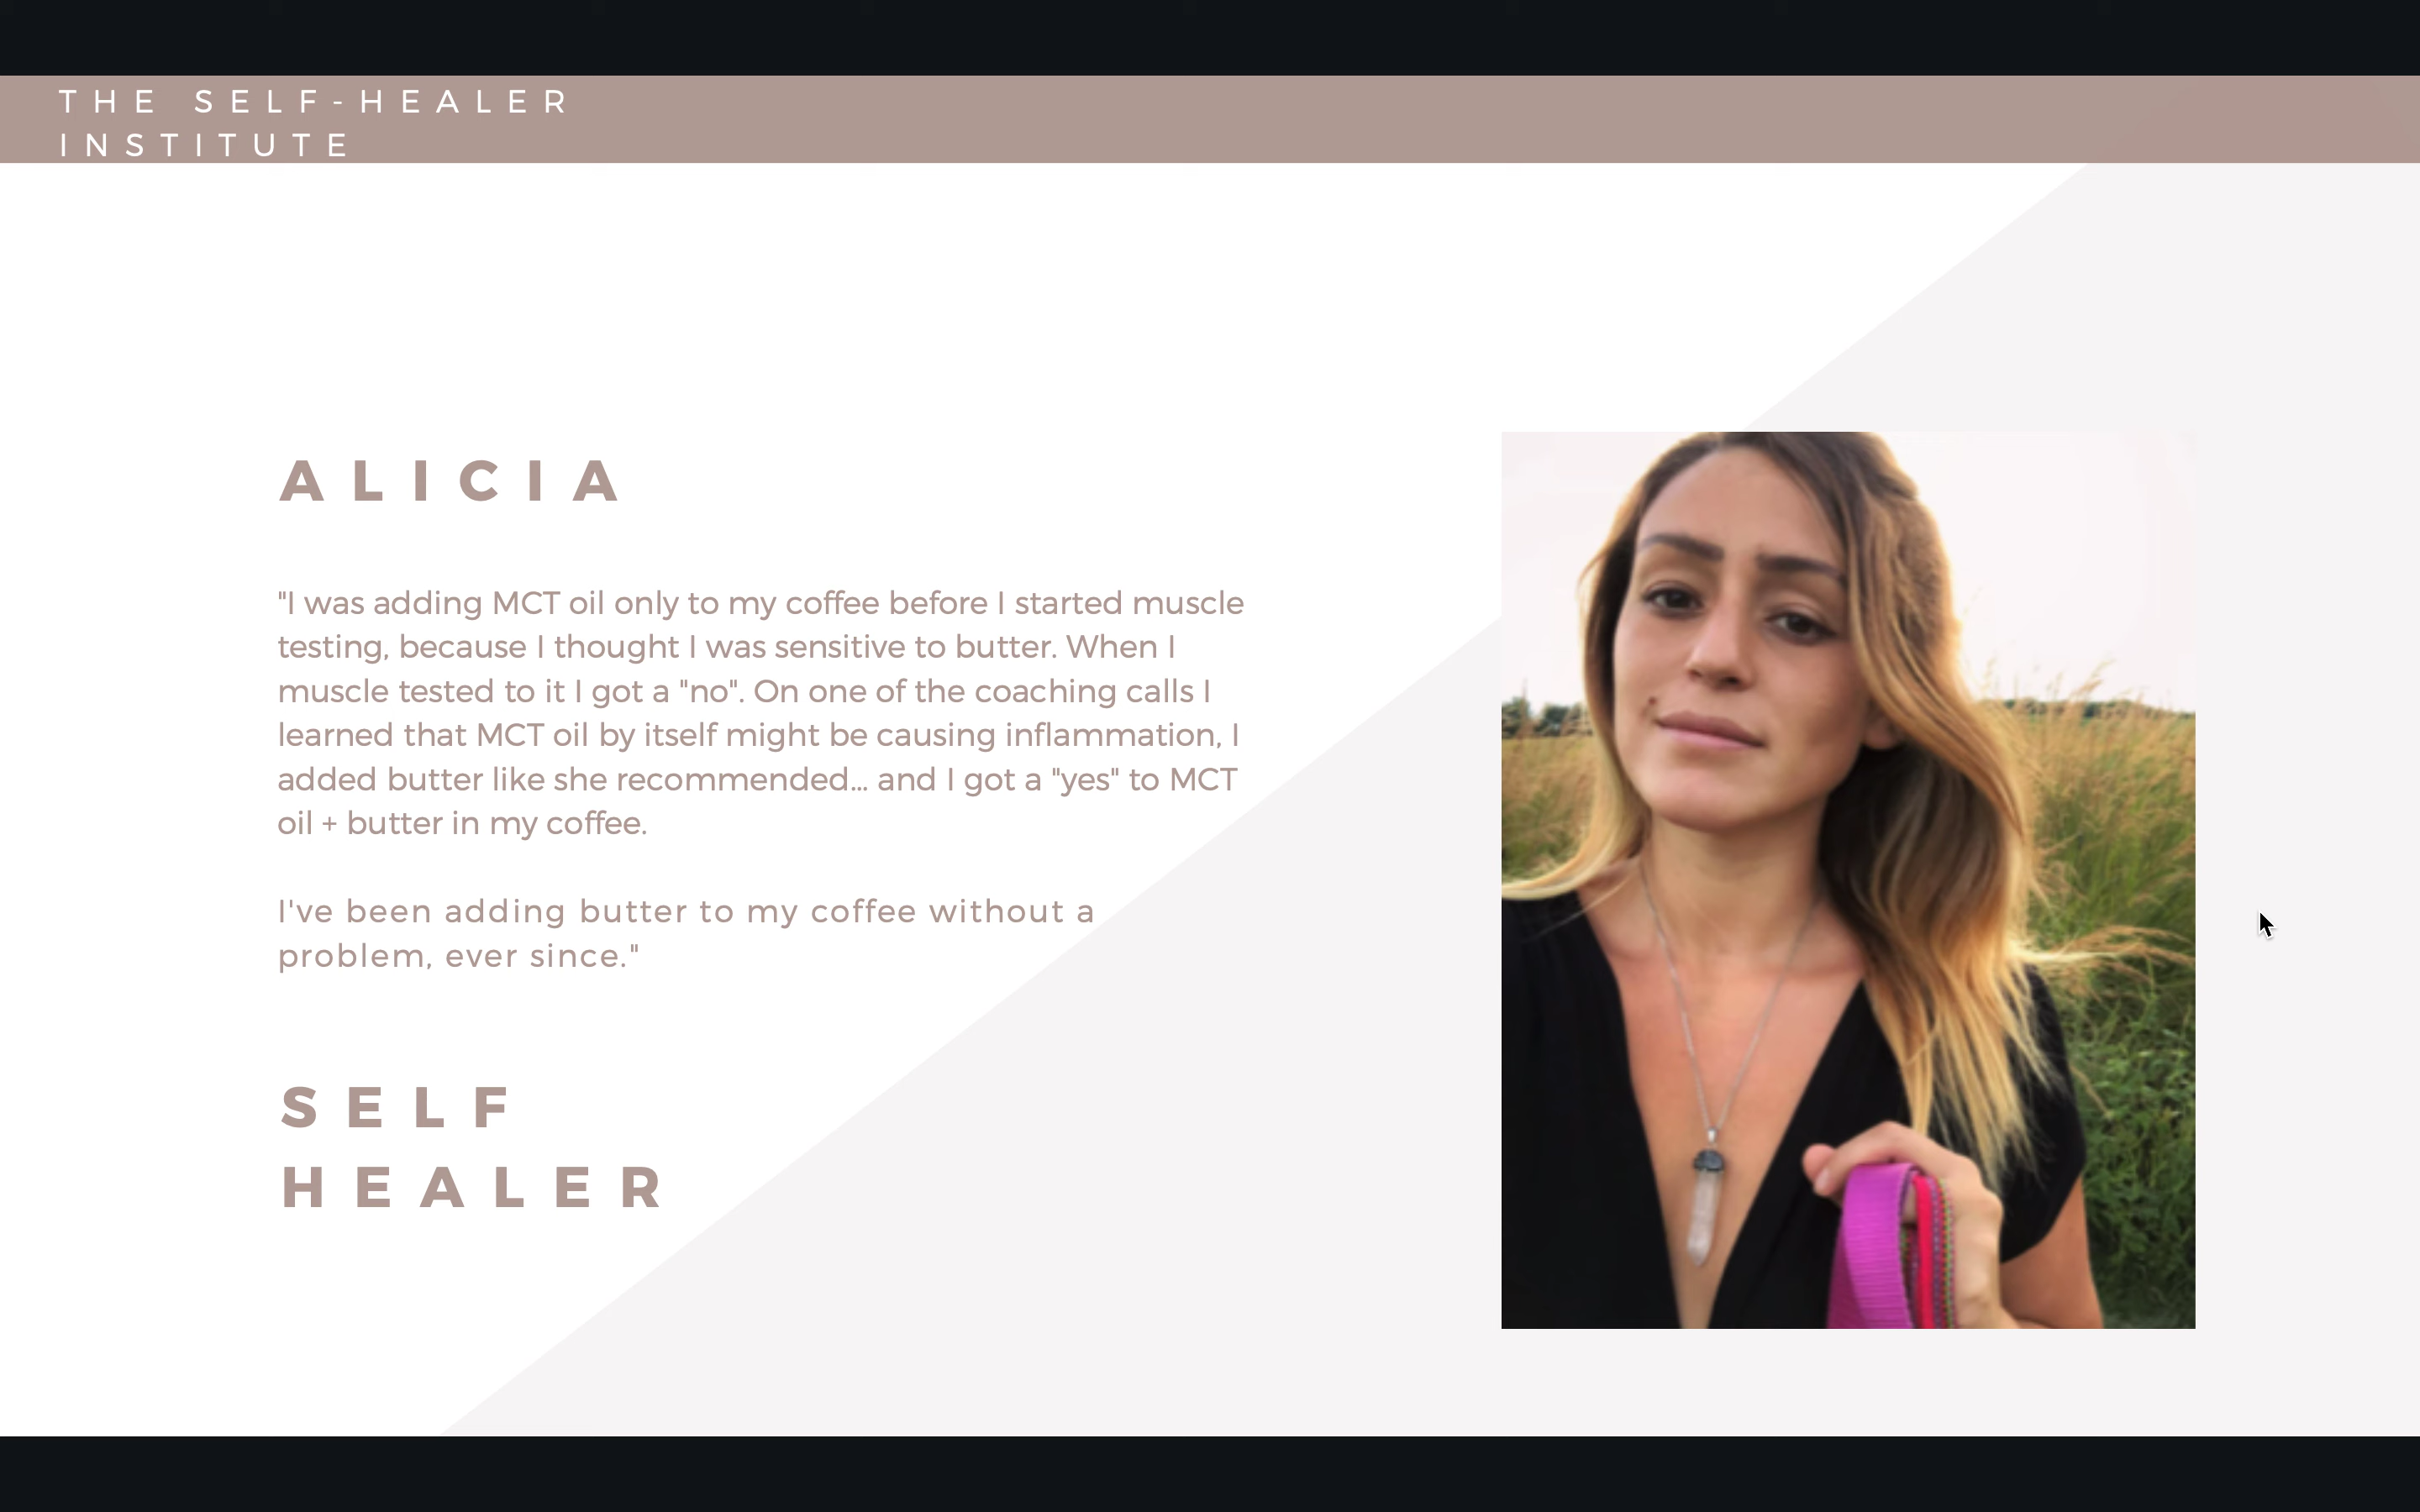 THE SELF-HEALER
INSTITUTE
ALICIA
"I was adding MCT oil only to my coffee before I started muscle
testing, because I thought I was sensitive to butter. When I
muscle tested to it I got a "no". On one of the coaching calls I
learned that MCT oil by itself might be causing inflammation, I
added butter like she recommended... and I got a "yes" to MCT
oil + butter in my coffee.
I've been adding butter to my coffee without a
problem, ever since."
SELF
HEALER